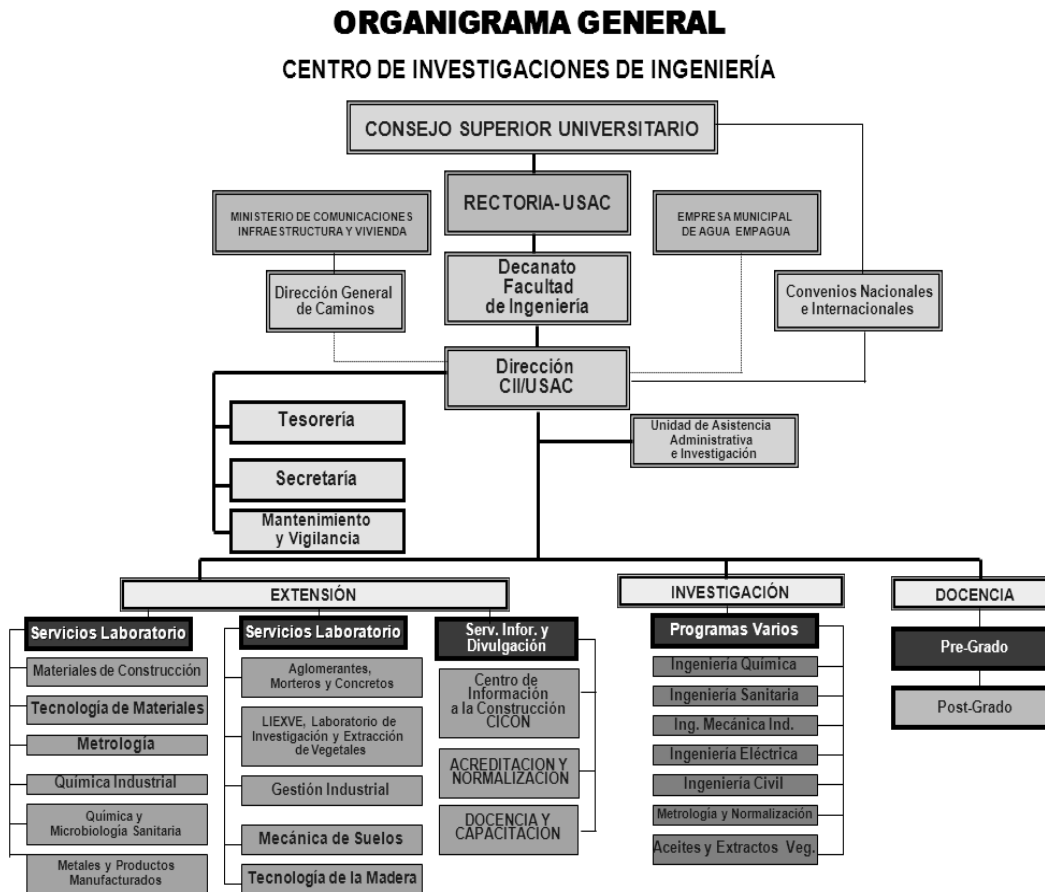 ORGANIGRAMA GENERAL
CENTRO DE INVESTIGACIONES DE INGENIERÍA
CONSEJO SUPERIOR UNIVERSITARIO
RECTORIA-USAC
MINISTERIO DE COMUNICACIONES
INFRAESTRUCTURA Y VIVIENDA
EMPRESA MUNICIPAL
DE AGUA EMPAGUA
Dirección General
de Caminos
Decanato
Facultad
de Ingeniería
Convenios Nacionales
e Internacionales
Dirección
CII/USAC
Tesorería
Unidad de Asistencia
Administrativa
e Investigación
Secretaría
Mantenimiento
y Vigilancia
EXTENSIÓN
Servicios Laboratorio
Materiales de Construcción
Tecnología de Materiales
Metrología
Química Industrial
Química y
Microbiología Sanitaria
Metales y Productos
Manufacturados
Servicios Laboratorio
Aglomerantes,
Morteros y Concretos
LIEXVE, Laboratorio de
Investigación y Extracción
de Vegetales
Gestión Industrial
Mecánica de Suelos
Tecnología de la Madera
Serv. Infor. y
Divulgación
Centro de
Información
a la Construcción
CICON
ACREDITACION Y
NORMALIZACIÓN
DOCENCIA Y
CAPACITACIÓN
INVESTIGACIÓN
Programas Varios
Ingeniería Química
Ingeniería Sanitaria
Ing. Mecánica Ind.
Ingeniería Eléctrica
Ingeniería Civil
Metrología y Normalización
Aceites y Extractos Veg.
DOCENCIA
Pre-Grado
Post-Grado